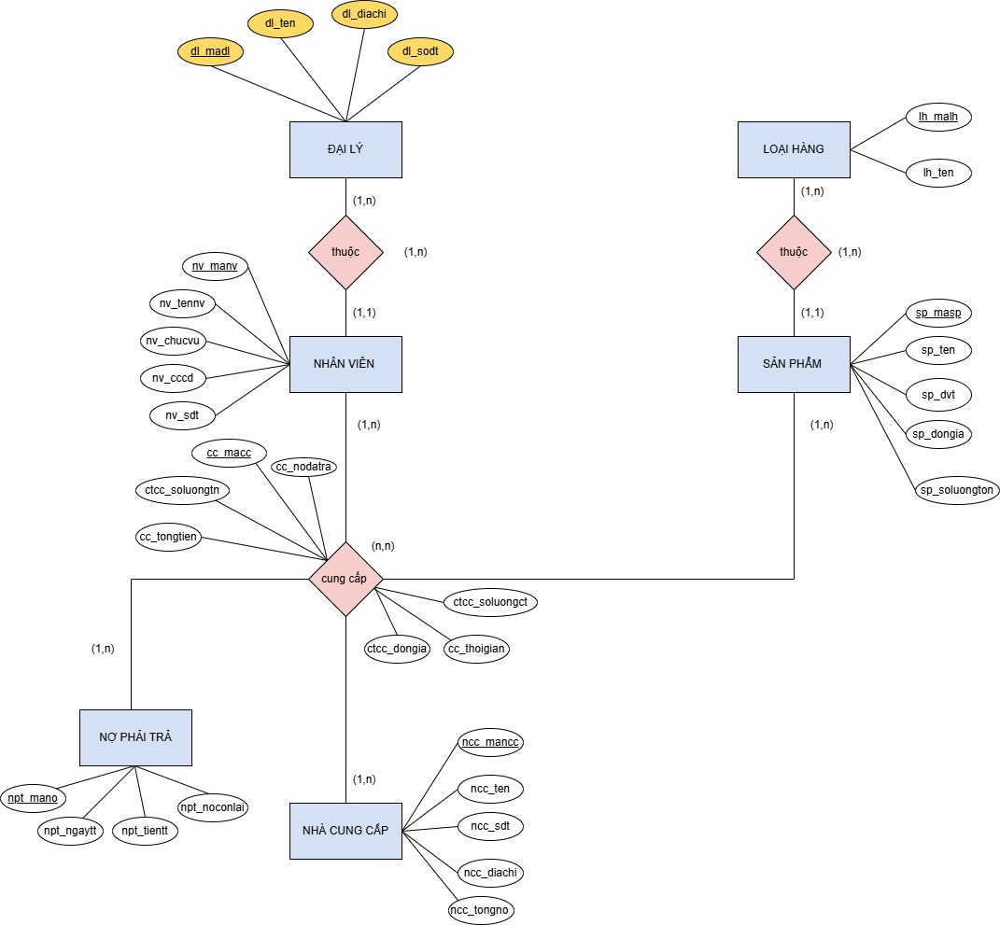 dl_diachi
dl_ten
dl_madl
dl_sodt
ĐẠI LÝ
(1,n)
thuộc
(1,n)
(1,1)
LOẠI HÀNG
lh_malh
lh_ten
(1,n)
thuộc
(1,n)
(1,1)
nv_manv
nv_tennv
nv_chucvu
nv_cccd
nv_sdt
NHÂN VIÊN
(1,n)
SẢN PHẨM
sp_masp
sp_ten
sp_dvt
sp_dongia
sp_soluongton
(1,n)
cc_macc
cc_nodatra
ctcc_soluongtn
cc_tongtien
(n,n)
cung cấp
ctcc_soluongct
ctcc_dongia
cc_thoigian
(1,n)
NỢ PHẢI TRẢ
npt_mano
npt_ngaytt
npt_tientt
npt_noconlai
(1,n)
NHÀ CUNG CẤP
ncc_mancc
ncc_ten
ncc_sdt
ncc_diachi
ncc_tongno